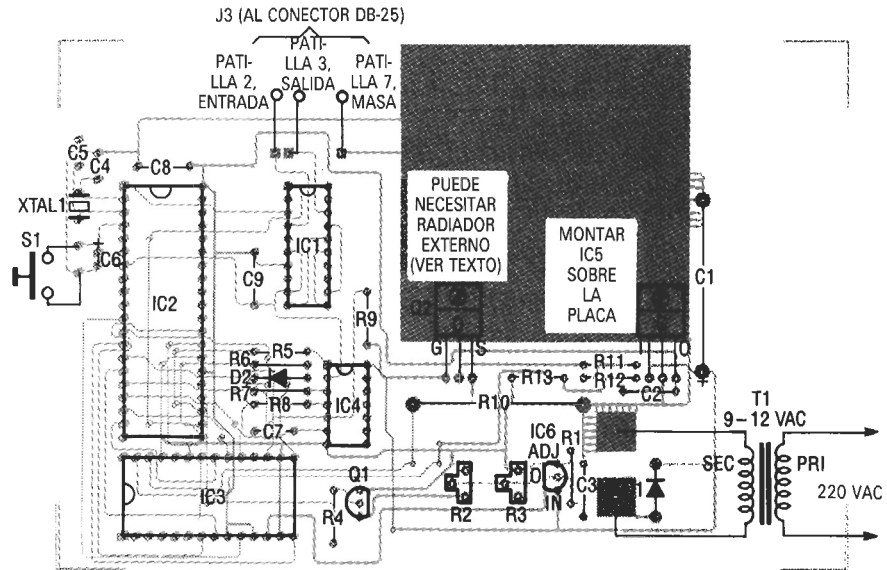 J3 (AL CONECTOR DB-25)
PATI-
LLA 2,
ENTRADA
PATI-
LLA 3,
SALIDA
PATI-
LLA 7,
MASA
C5
C4
C8
XTAL1
S1
C6
IC2
IC1
C9
R9
PUEDE
NECESITAR
RADIADOR
EXTERNO
(VER TEXTO)
MONTAR
IC5
SOBRE
LA
PLACA
C1
Q2
G
S
I
O
R6
R5
D2
R7
R8
IC4
C7
R13
R11
R12
C2
R10
T1
9–12 VAC
IC6
ADJ
O
IN
R1
C3
SEC
PRI
220 VAC
IC3
Q1
R4
R2
R3
+